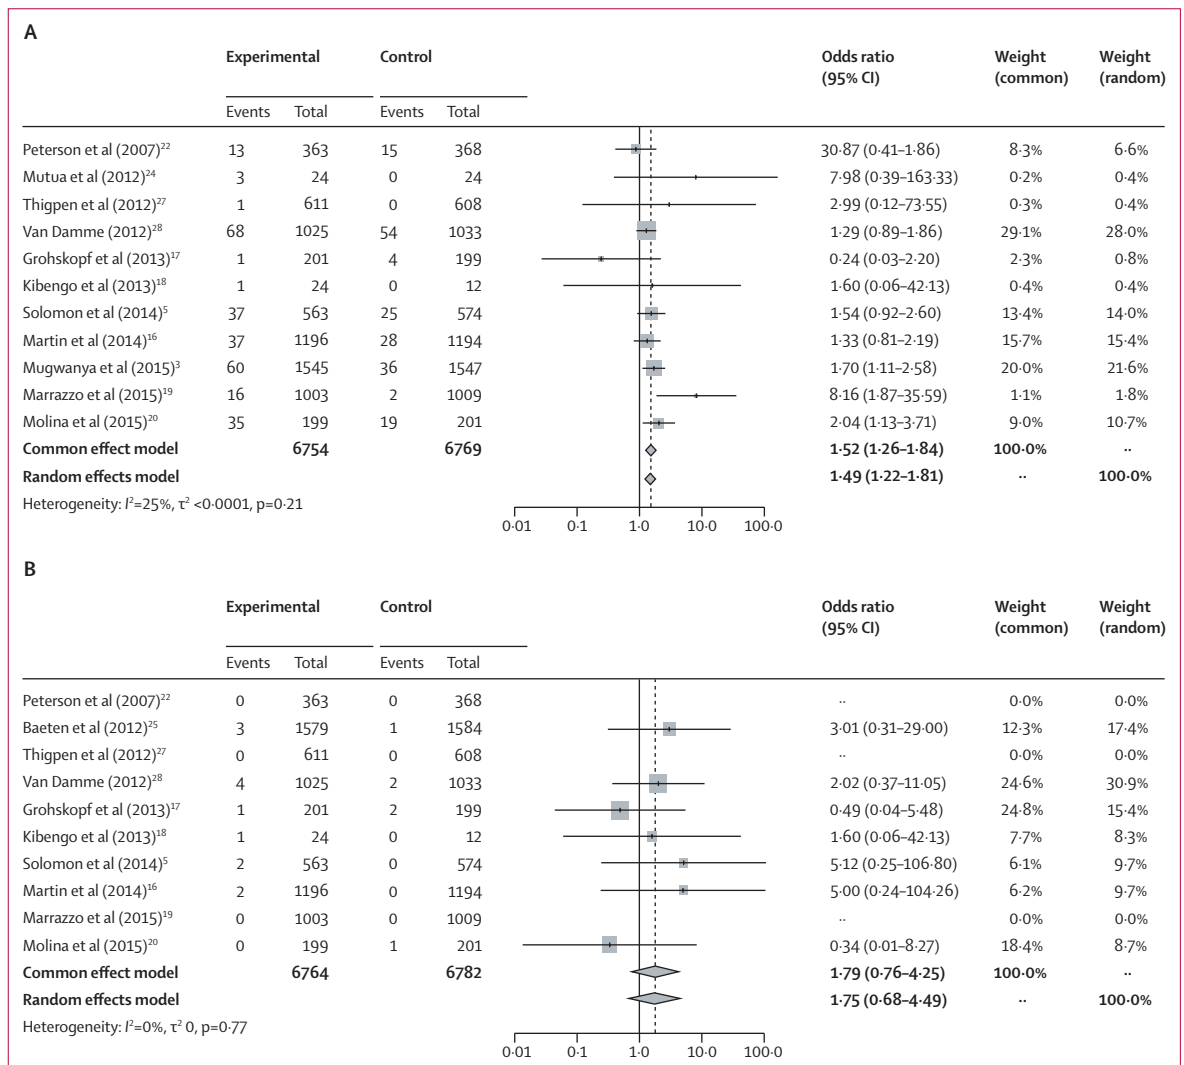 A
Experimental Control Odds ratio (95% CI) Weight (common) Weight (random)
Events Total Events Total
Peterson et al (2007)22 13 363 15 368 30·87 (0·41–1·86) 8·3% 6·6%
Mutua et al (2012)24 3 24 0 24 7·98 (0·39–163·33) 0·2% 0·4%
Thigpen et al (2012)27 1 611 0 608 2·99 (0·12–73·55) 0·3% 0·4%
Van Damme (2012)28 68 1025 54 1033 1·29 (0·89–1·86) 29·1% 28·0%
Grohskopf et al (2013)17 1 201 4 199 0·24 (0·03–2·20) 2·3% 0·8%
Kibengo et al (2013)18 1 24 0 12 1·60 (0·06–42·13) 0·4% 0·4%
Solomon et al (2014)5 37 563 25 574 1·54 (0·92–2·60) 13·4% 14·0%
Martin et al (2014)16 37 1196 28 1194 1·33 (0·81–2·19) 15·7% 15·4%
Mugwanya et al (2015)3 60 1545 36 1547 1·70 (1·11–2·58) 20·0% 21·6%
Marrazzo et al (2015)19 16 1003 2 1009 8·16 (1·87–35·59) 1·1% 1·8%
Molina et al (2015)20 35 199 19 201 2·04 (1·13–3·71) 9·0% 10·7%
Common effect model 6754 6769 1·52 (1·26–1·84) 100·0% ··
Random effects model 1·49 (1·22–1·81) ·· 100·0%
Heterogeneity: I2=25%, τ2 <0·0001, p=0·21
0·01 0·1 1·0 10·0 100·0
B
Experimental Control Odds ratio (95% CI) Weight (common) Weight (random)
Events Total Events Total
Peterson et al (2007)22 0 363 0 368 ·· 0·0% 0·0%
Baeten et al (2012)25 3 1579 1 1584 3·01 (0·31–29·00) 12·3% 17·4%
Thigpen et al (2012)27 0 611 0 608 ·· 0·0% 0·0%
Van Damme (2012)28 4 1025 2 1033 2·02 (0·37–11·05) 24·6% 30·9%
Grohskopf et al (2013)17 1 201 2 199 0·49 (0·04–5·48) 24·8% 15·4%
Kibengo et al (2013)18 1 24 0 12 1·60 (0·06–42·13) 7·7% 8·3%
Solomon et al (2014)5 2 563 0 574 5·12 (0·25–106·80) 6·1% 9·7%
Martin et al (2014)16 2 1196 0 1194 5·00 (0·24–104·26) 6·2% 9·7%
Marrazzo et al (2015)19 0 1003 0 1009 ·· 0·0% 0·0%
Molina et al (2015)20 0 199 1 201 0·34 (0·01–8·27) 18·4% 8·7%
Common effect model 6764 6782 1·79 (0·76–4·25) 100·0% ··
Random effects model 1·75 (0·68–4·49) ·· 100·0%
Heterogeneity: I2=0%, τ2 0, p=0·77
0·01 0·1 1·0 10·0 100·0